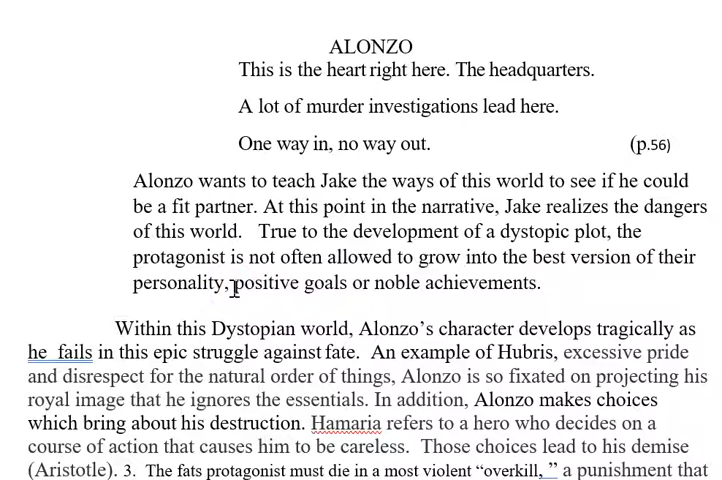 ALONZO
This is the heart right here. The headquarters.
A lot of murder investigations lead here.
One way in, no way out. (p.56)
Alonzo wants to teach Jake the ways of this world to see if he could
be a fit partner. At this point in the narrative, Jake realizes the dangers
of this world. True to the development of a dystopic plot, the
protagonist is not often allowed to grow into the best version of their
personality, positive goals or noble achievements.
Within this Dystopian world, Alonzo’s character develops tragically as
he fails in this epic struggle against fate. An example of Hubris, excessive pride
and disrespect for the natural order of things, Alonzo is so fixated on projecting his
royal image that he ignores the essentials. In addition, Alonzo makes choices
which bring about his destruction. Hamaria refers to a hero who decides on a
course of action that causes him to be careless. Those choices lead to his demise
(Aristotle). 3. The fats protagonist must die in a most violent “overkill, ” a punishment that